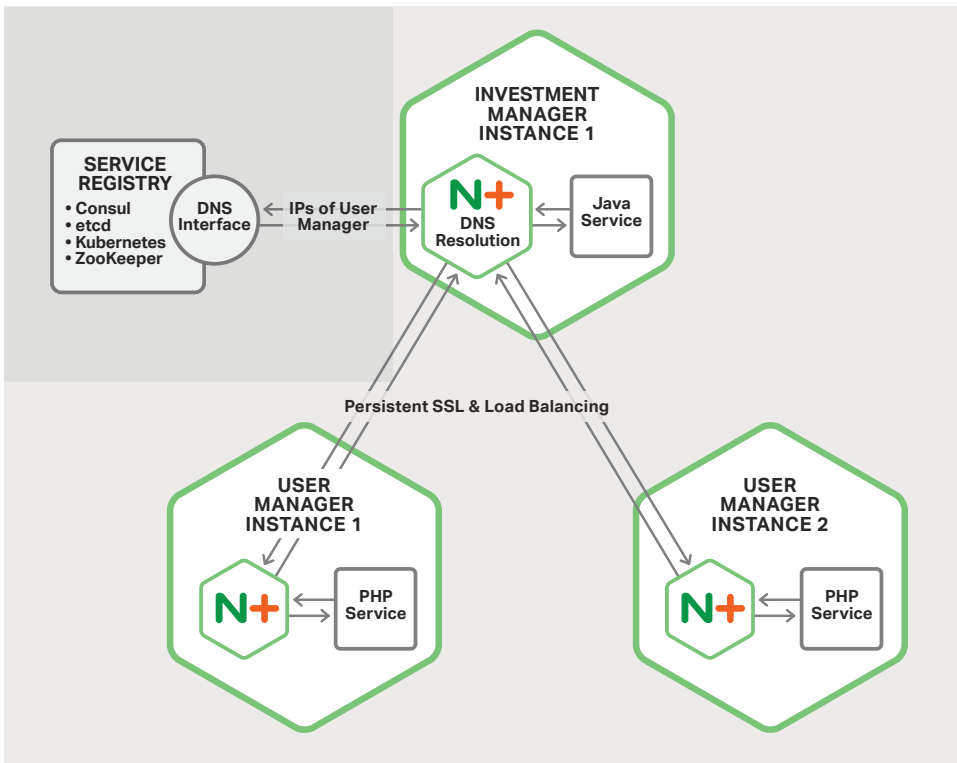 INVESTMENT
MANAGER
INSTANCE 1
SERVICE
REGISTRY
• Consul
• etcd
• Kubernetes
• ZooKeeper
DNS
Interface
IPs of User
Manager
N+
DNS
Resolution
Java
Service
Persistent SSL & Load Balancing
USER
MANAGER
INSTANCE 1
N+
PHP
Service
USER
MANAGER
INSTANCE 2
N+
PHP
Service